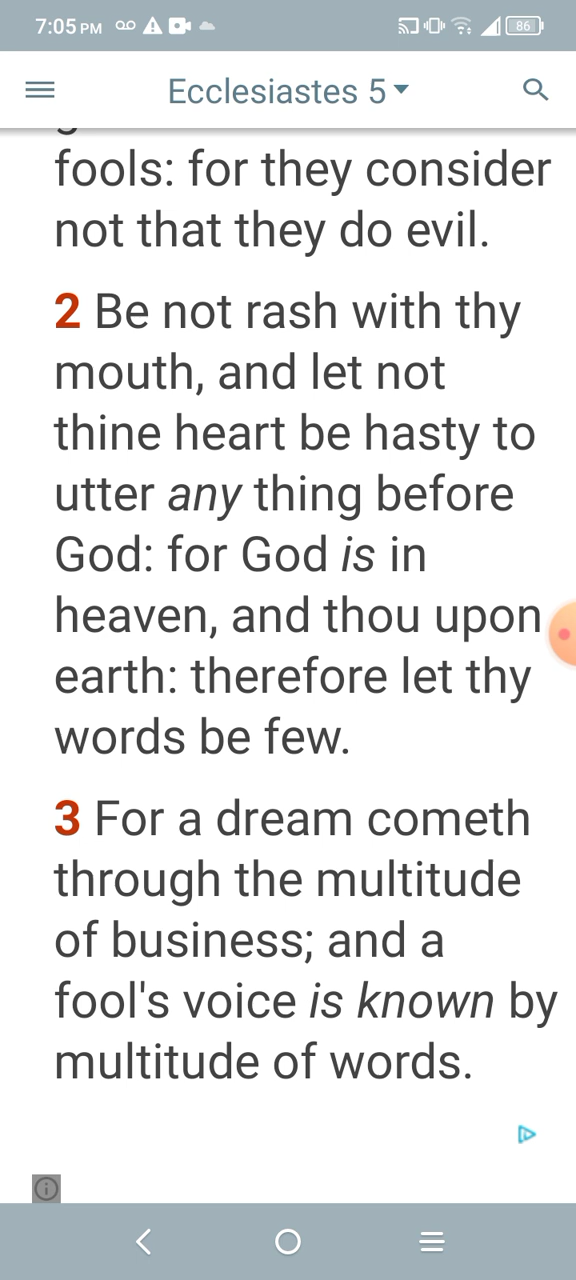 7:05 PM 86
Ecclesiastes 5
fools: for they consider
not that they do evil.
2 Be not rash with thy
mouth, and let not
thine heart be hasty to
utter any thing before
God: for God is in
heaven, and thou upon
earth: therefore let thy
words be few.
3 For a dream cometh
through the multitude
of business; and a
fool's voice is known by
multitude of words.